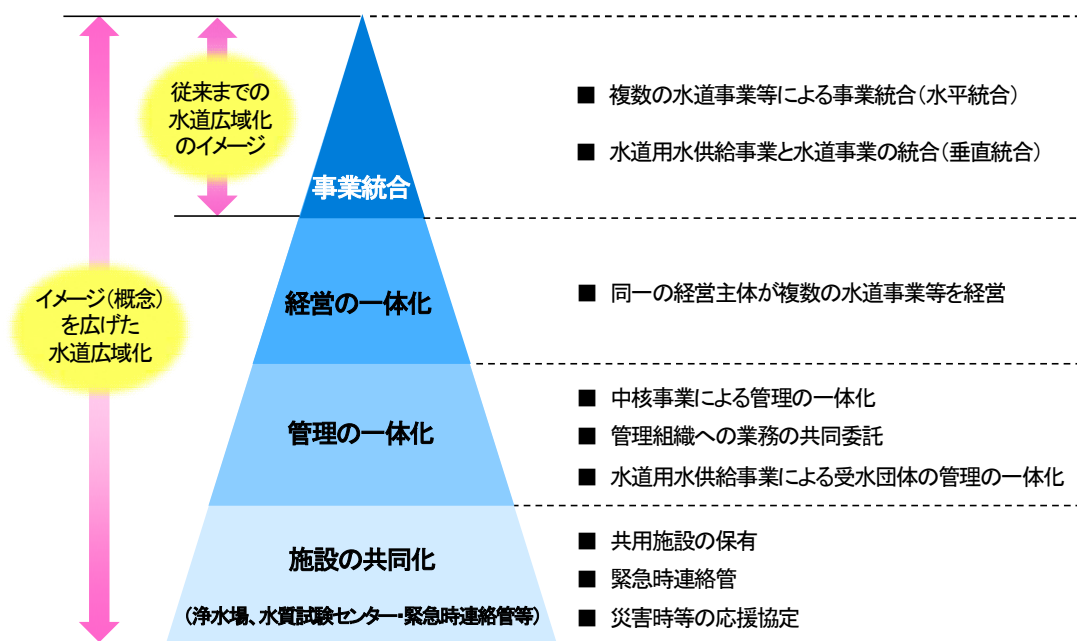 従来までの
水道広域化
のイメージ
イメージ(概念)
を広げた
水道広域化
事業統合
■ 複数の水道事業等による事業統合(水平統合)
■ 水道用水供給事業と水道事業の統合(垂直統合)
経営の一体化
■ 同一の経営主体が複数の水道事業等を経営
管理の一体化
■ 中核事業による管理の一体化
■ 管理組織への業務の共同委託
■ 水道用水供給事業による受水団体の管理の一体化
施設の共同化
(浄水場、水質試験センター・緊急時連絡管等)
■ 共用施設の保有
■ 緊急時連絡管
■ 災害時等の応援協定